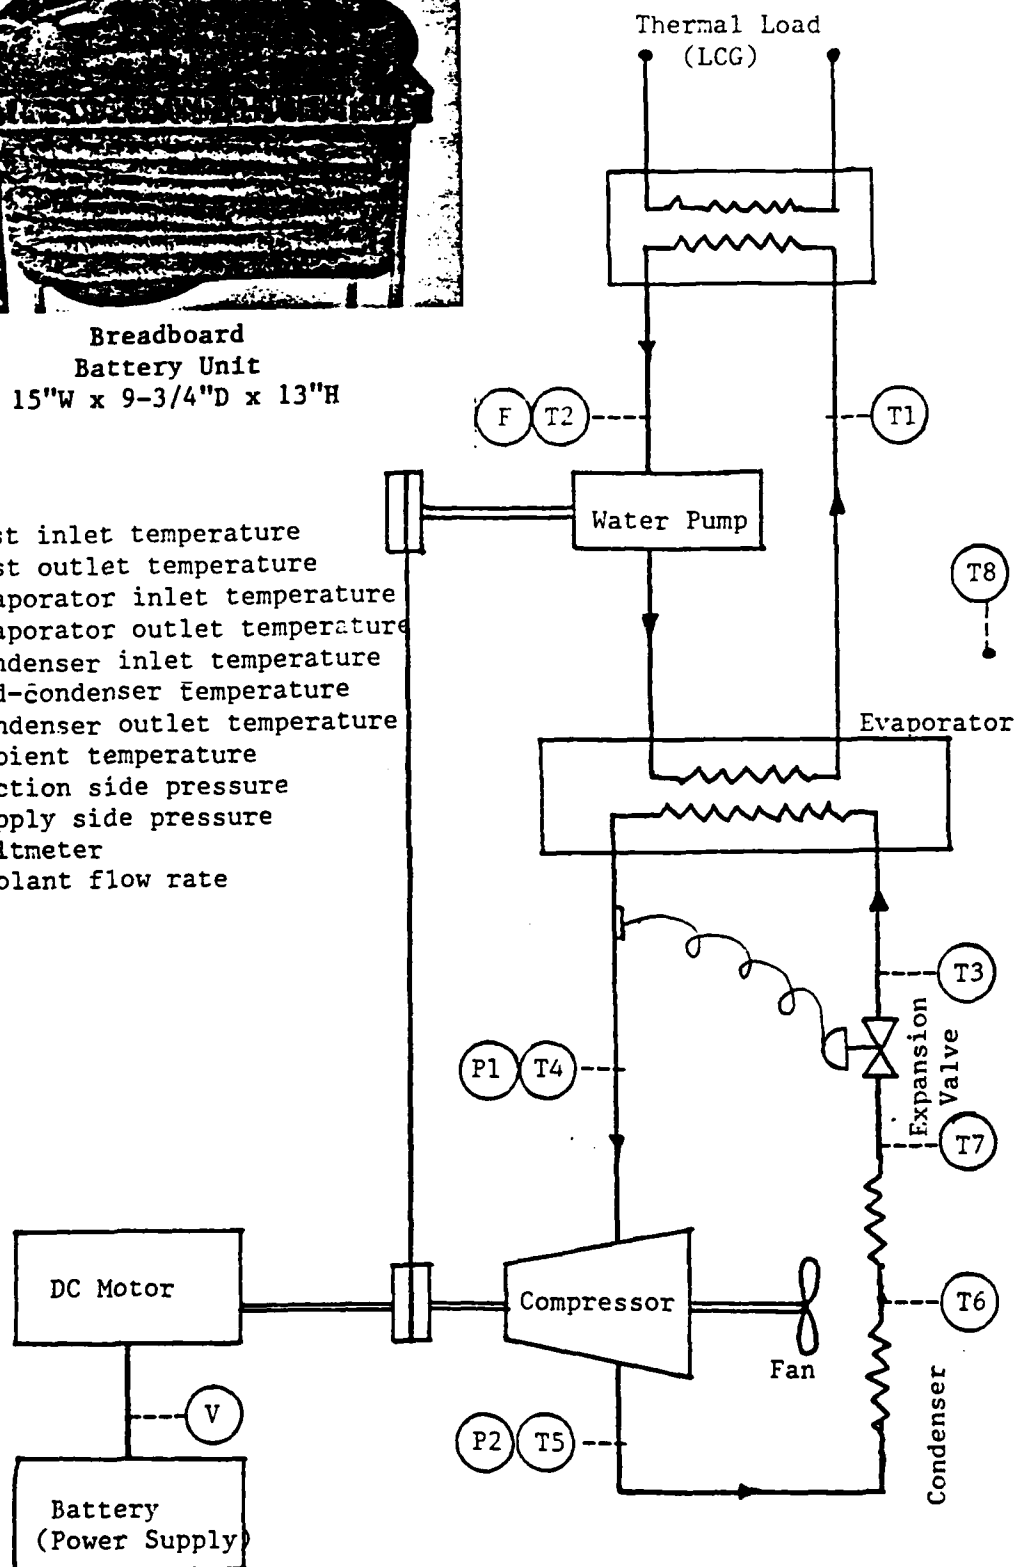 Thermal Load
(LCG)
Breadboard
Battery Unit
15"W x 9-3/4"D x 13"H
F
T2
T1
Water Pump
T8
st inlet temperature
st outlet temperature
aporator inlet temperature
aporator outlet temperature
ndenser inlet temperature
d-condenser temperature
ndenser outlet temperature
bient temperature
ction side pressure
pply side pressure
ltmeter
olant flow rate
Evaporator
T3
Expansion
Valve
P1
T4
T7
DC Motor
Compressor
T6
Fan
Condenser
V
P2
T5
Battery
(Power Supply)